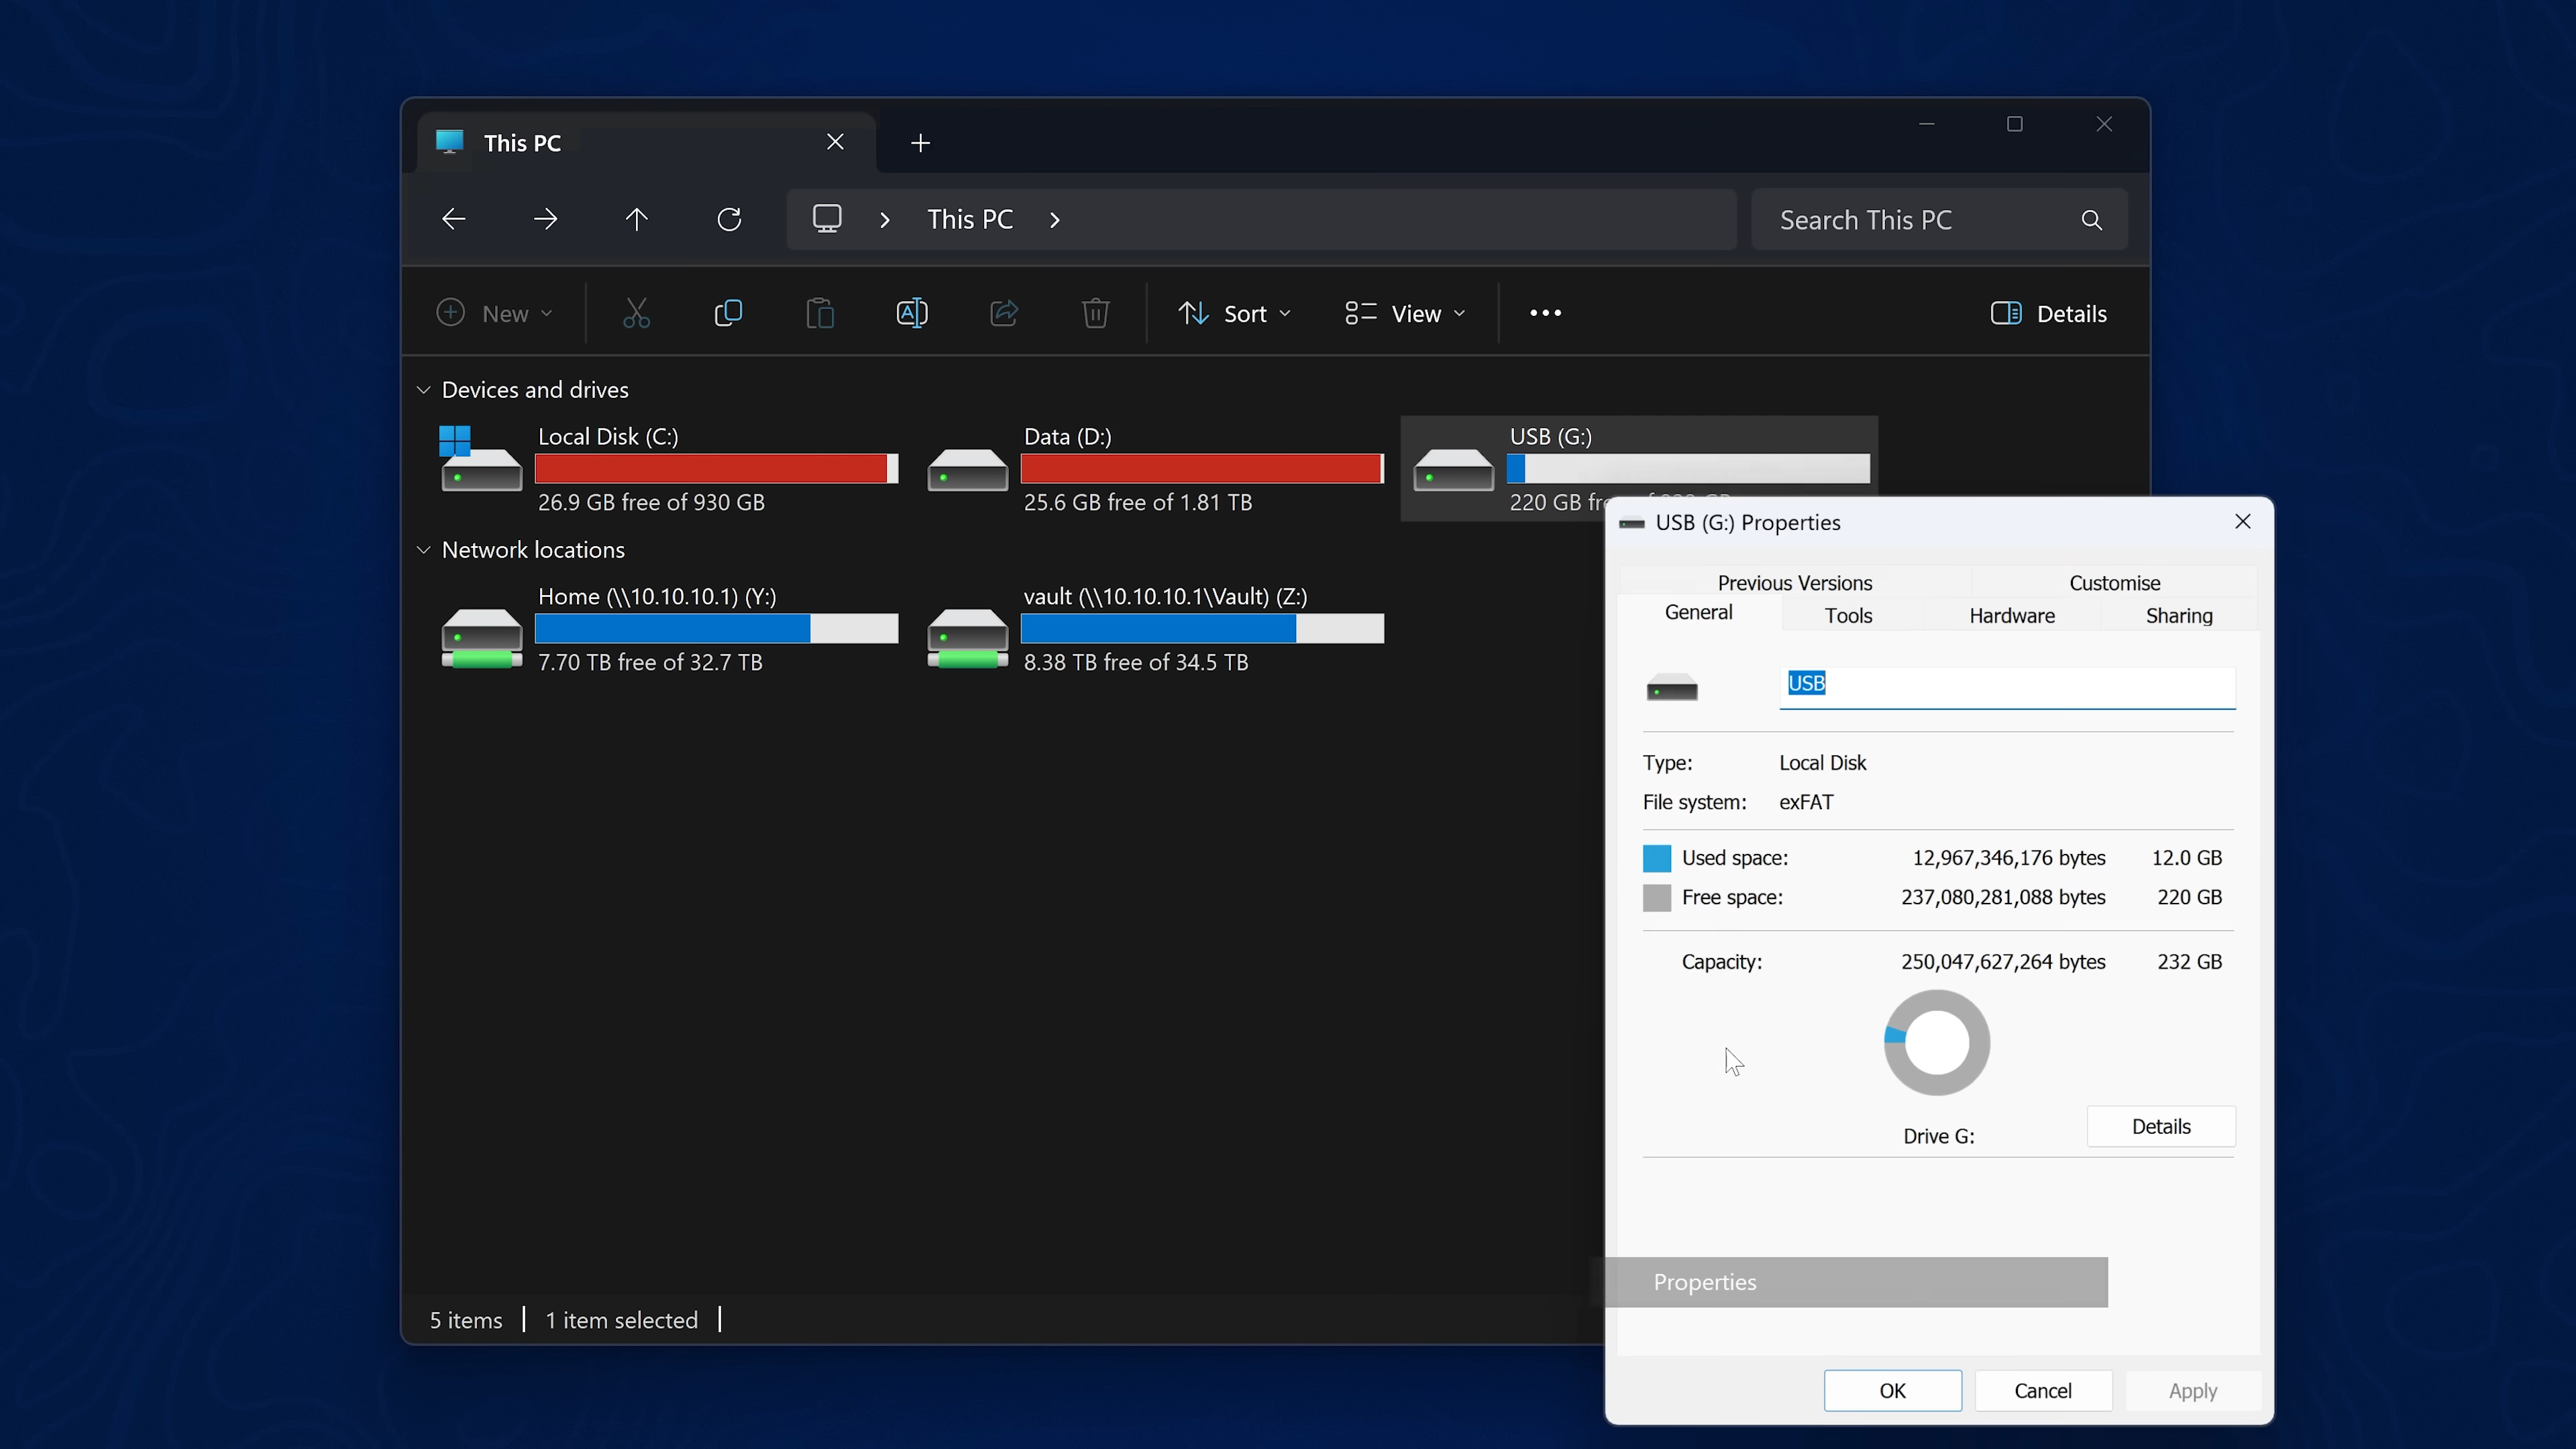 This PC
This PC
Search This PC
New
Sort
View
Details
Devices and drives
Local Disk (C:)
26.9 GB free of 930 GB
Data (D:)
25.6 GB free of 1.81 TB
USB (G:)
220 GB
Network locations
Home (\\10.10.10.1) (Y:)
7.70 TB free of 32.7 TB
vault (\\10.10.10.1\Vault) (Z:)
8.38 TB free of 34.5 TB
5 items
1 item selected
USB (G:) Properties
Previous Versions Customise
General Tools Hardware Sharing
USB
Type: Local Disk
File system: exFAT
Used space: 12,967,346,176 bytes 12.0 GB
Free space: 237,080,281,088 bytes 220 GB
Capacity: 250,047,627,264 bytes 232 GB
Drive G:
Details
Properties
OK Cancel Apply